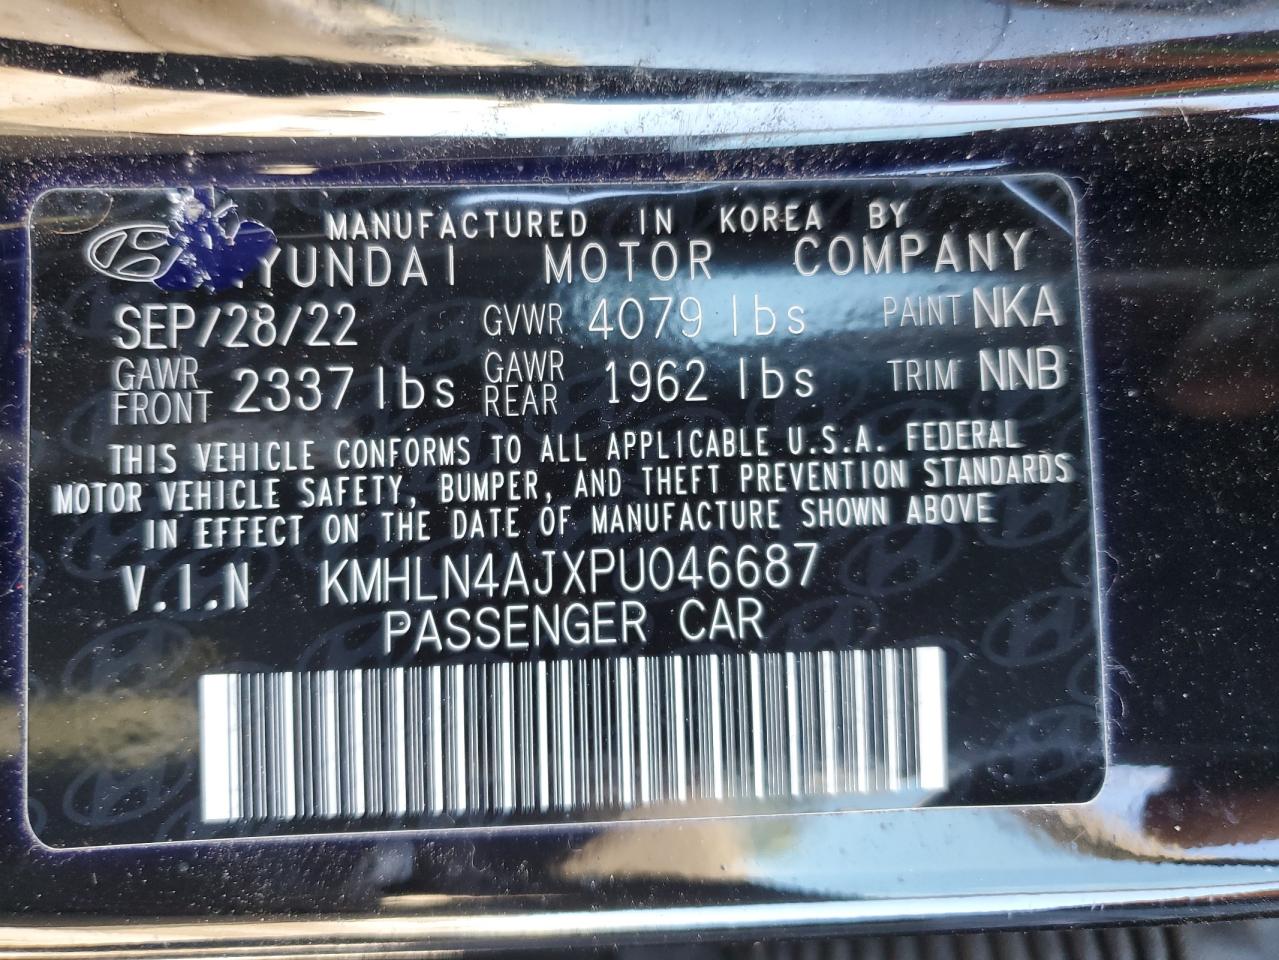 MANUFACTURED IN KOREA BY
YUNDAI MOTOR COMPANY
SEP/28/22 GVWR 4079 lbs PAINT NKA
GAWR FRONT 2337 lbs GAWR REAR 1962 lbs TRIM NNB
THIS VEHICLE CONFORMS TO ALL APPLICABLE U.S.A. FEDERAL
MOTOR VEHICLE SAFETY, BUMPER, AND THEFT PREVENTION STANDARDS
IN EFFECT ON THE DATE OF MANUFACTURE SHOWN ABOVE
V.I.N KMHLN4AJXPU046687
PASSENGER CAR